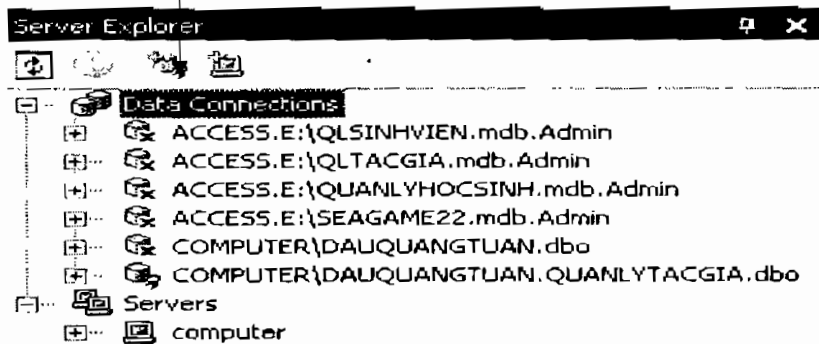 Server Explorer
Data Connections
ACCESS.E:\QLSINHVIEN.mdb.Admin
ACCESS.E:\QLTACGIA.mdb.Admin
ACCESS.E:\QUANLYHOCSINH.mdb.Admin
ACCESS.E:\SEAGAME22.mdb.Admin
COMPUTER\DAUQUANGTUAN.dbo
COMPUTER\DAUQUANGTUAN.QUANLYTACGIA.dbo
Servers
computer